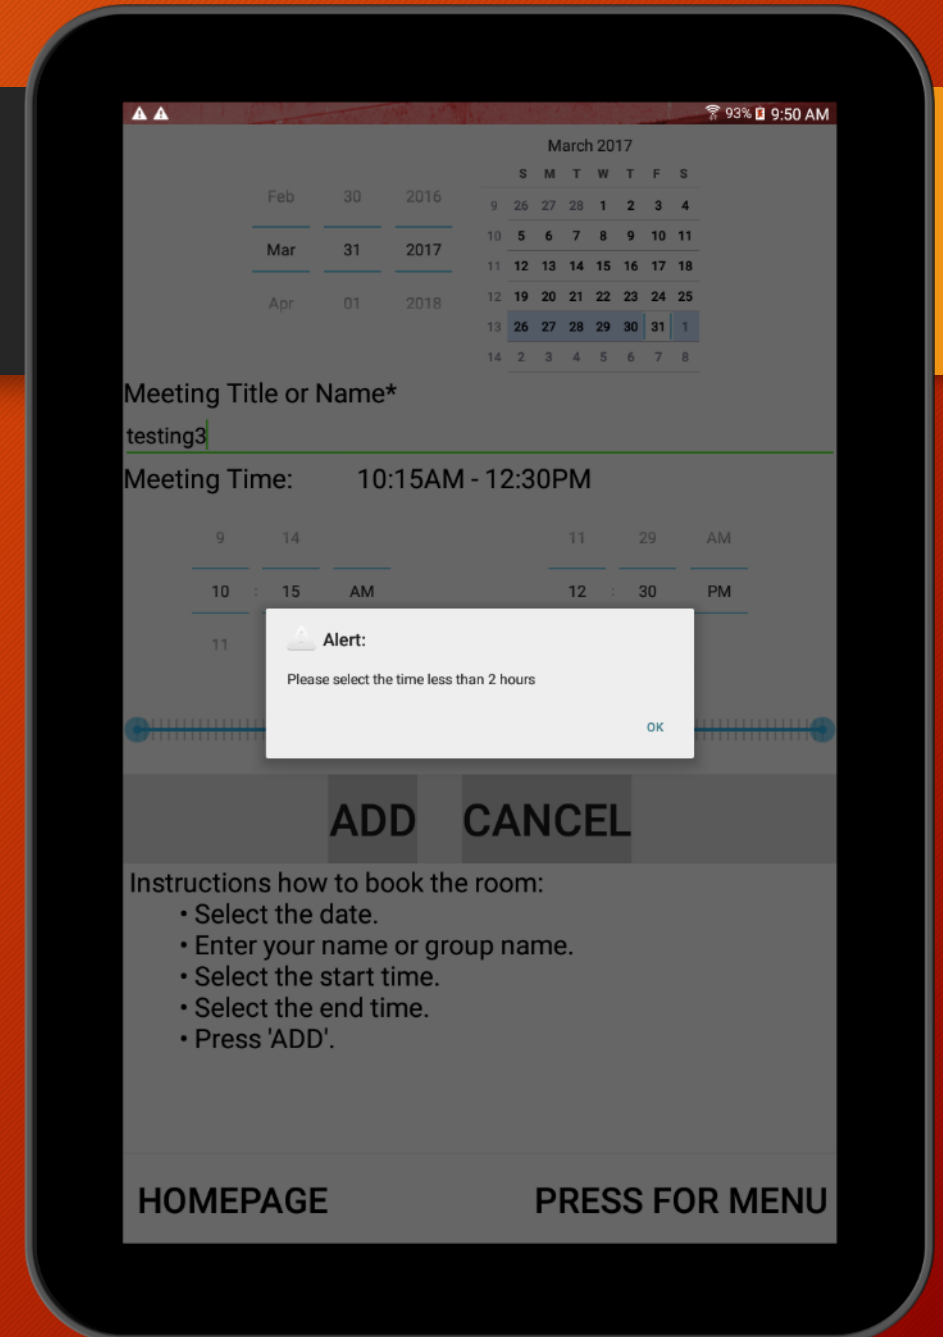 93% 9:50 AM
March 2017
S M T W T F S
Feb 30 2016
9 26 27 28 1 2 3 4
10 5 6 7 8 9 10 11
Mar 31 2017
11 12 13 14 15 16 17 18
Apr 01 2018
12 19 20 21 22 23 24 25
13 26 27 28 29 30 31 1
14 2 3 4 5 6 7 8
Meeting Title or Name*
testing3
Meeting Time: 10:15AM - 12:30PM
9 14 11 29 AM
10 : 15 AM 12 : 30 PM
11
Alert:
Please select the time less than 2 hours
OK
ADD CANCEL
Instructions how to book the room:
• Select the date.
• Enter your name or group name.
• Select the start time.
• Select the end time.
• Press 'ADD'.
HOMEPAGE PRESS FOR MENU